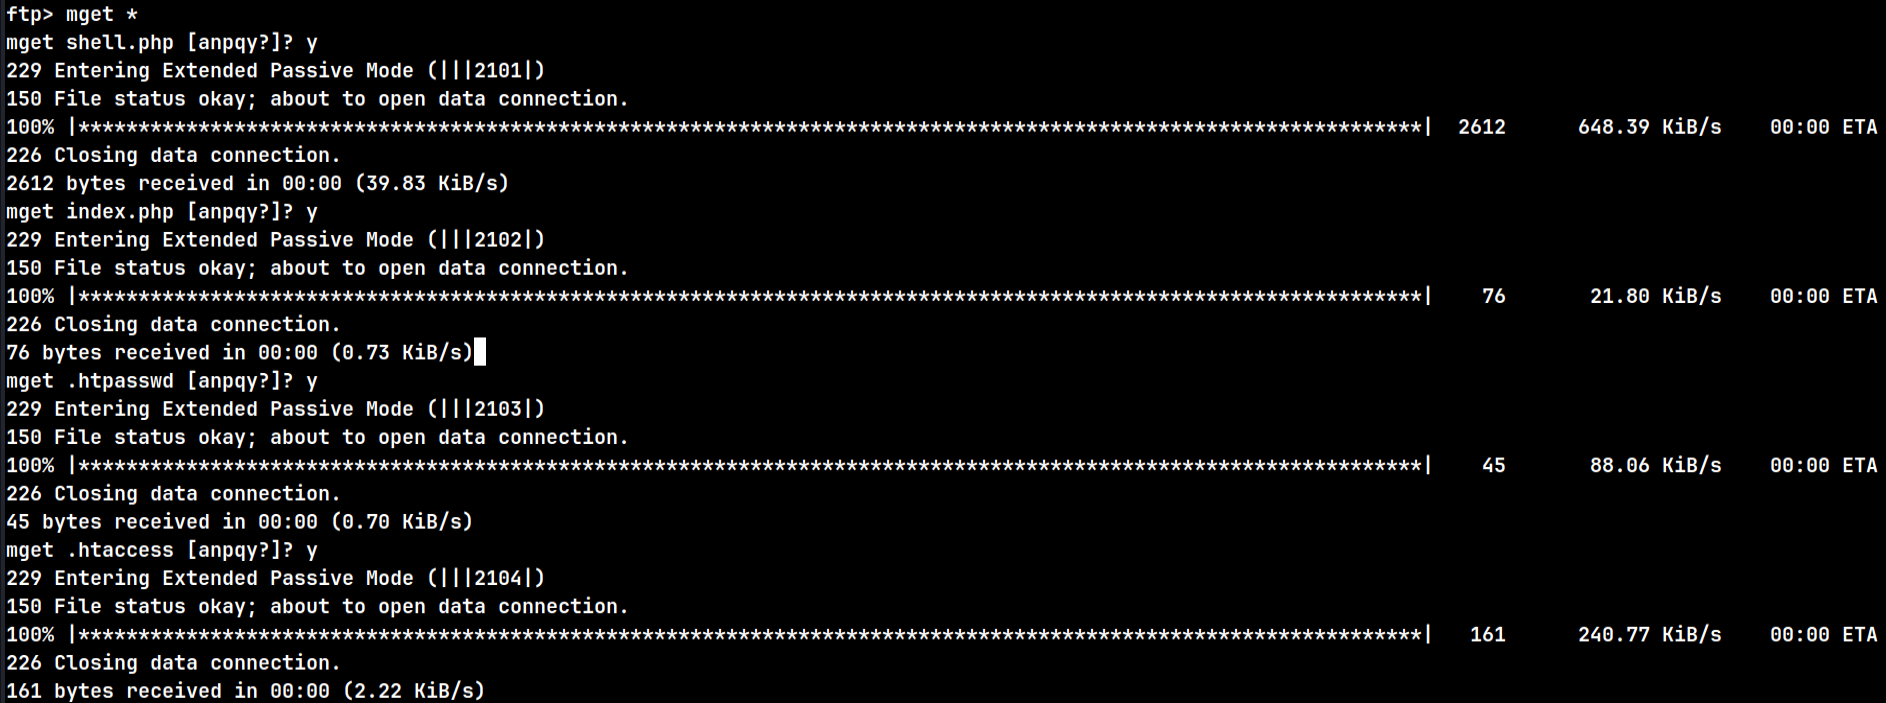 ftp> mget *
mget shell.php [anpqy?]? y
229 Entering Extended Passive Mode (|||2101|)
150 File status okay; about to open data connection.
100% |****************************************************************************************************************| 2612 648.39 KiB/s 00:00 ETA
226 Closing data connection.
2612 bytes received in 00:00 (39.83 KiB/s)
mget index.php [anpqy?]? y
229 Entering Extended Passive Mode (|||2102|)
150 File status okay; about to open data connection.
100% |****************************************************************************************************************| 76 21.80 KiB/s 00:00 ETA
226 Closing data connection.
76 bytes received in 00:00 (0.73 KiB/s)
mget .htpasswd [anpqy?]? y
229 Entering Extended Passive Mode (|||2103|)
150 File status okay; about to open data connection.
100% |****************************************************************************************************************| 45 88.06 KiB/s 00:00 ETA
226 Closing data connection.
45 bytes received in 00:00 (0.70 KiB/s)
mget .htaccess [anpqy?]? y
229 Entering Extended Passive Mode (|||2104|)
150 File status okay; about to open data connection.
100% |****************************************************************************************************************| 161 240.77 KiB/s 00:00 ETA
226 Closing data connection.
161 bytes received in 00:00 (2.22 KiB/s)